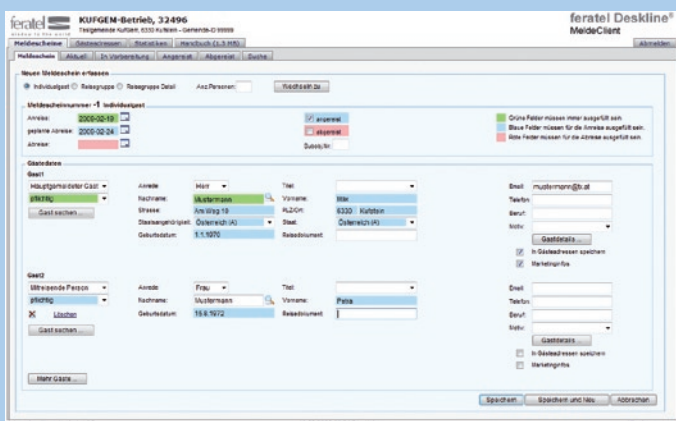 feratel KUFGEM-Betrieb, 32496 feratel Deskline®
Teilgemeinde Kufgem, 6330 Kufstein - Gemeinde-ID 99999 MeldeClient
Meldescheine Gästeadressen Statistiken Handbuch (1.3 MB) Abmelden
Meldeschein Aktuell In Vorbereitung Angereist Abgereist Suche
Neuen Meldeschein erfassen
Individualgast Reisegruppe Reisegruppe Detail Anz.Personen: Wechseln zu
Meldescheinnummer -1 Individualgast
Anreise: 2008-02-19 angereist Grüne Felder müssen immer ausgefüllt sein.
geplante Abreise: 2008-02-24 abgereist Blaue Felder müssen für die Anreise ausgefüllt sein.
Abreise: Rote Felder müssen für die Abreise ausgefüllt sein.
Gästedaten
Gast1
Hauptgemeldeter Gast Anrede: Herr Titel: Email: mustermann@b.at
pflichtig Nachname: Mustermann Vorname: Max Telefon:
Gast suchen ... Strasse: Am Weg 19 PLZ/Ort: 6330 Kufstein Beruf:
Staatsangehörigkeit: Österreich (A) Staat: Österreich (A) Motiv:
Geburtsdatum: 1.1.1970 Reisedokument: Gastdetails ...
In Gästeadressen speichern
Marketinginfos
Gast2
Mitreisende Person Anrede: Frau Titel: Email:
pflichtig Nachname: Mustermann Vorname: Petra Telefon:
Löschen Geburtsdatum: 15.6.1972 Reisedokument: Beruf:
Gast suchen ... Motiv:
Gastdetails ...
In Gästeadressen speichern
Marketinginfos
Mehr Gäste ...
Speichern Speichern und Neu Abbrechen